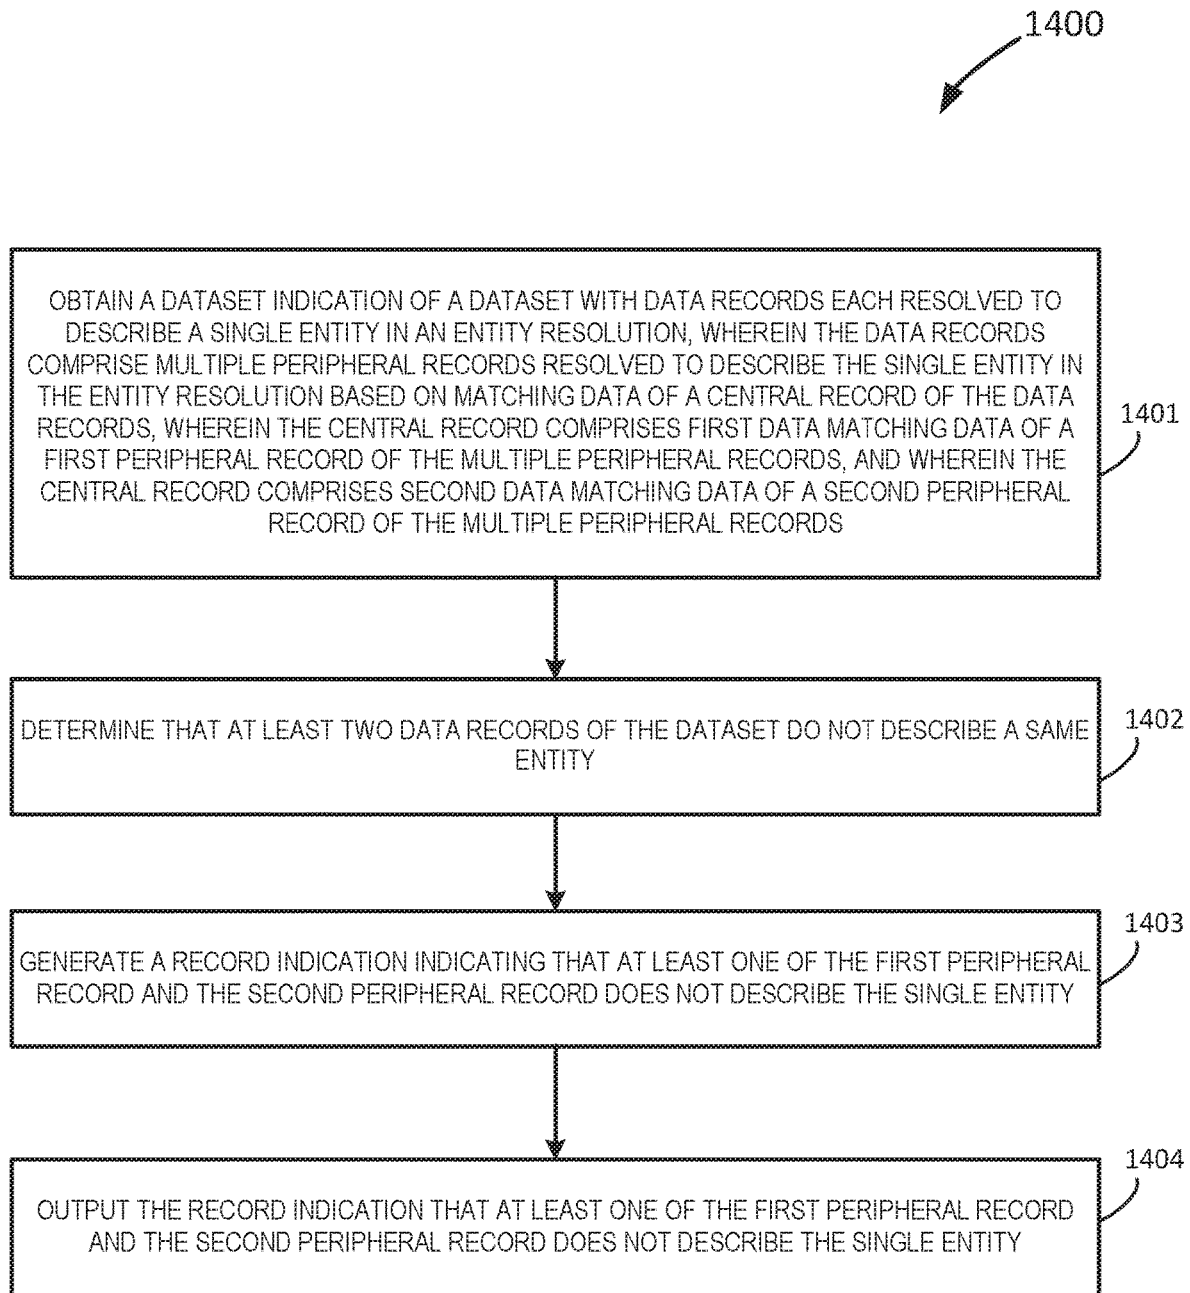 1400
OBTAIN A DATASET INDICATION OF A DATASET WITH DATA RECORDS EACH RESOLVED TO
DESCRIBE A SINGLE ENTITY IN AN ENTITY RESOLUTION, WHEREIN THE DATA RECORDS
COMPRISE MULTIPLE PERIPHERAL RECORDS RESOLVED TO DESCRIBE THE SINGLE ENTITY IN
THE ENTITY RESOLUTION BASED ON MATCHING DATA OF A CENTRAL RECORD OF THE DATA
RECORDS, WHEREIN THE CENTRAL RECORD COMPRISES FIRST DATA MATCHING DATA OF A
FIRST PERIPHERAL RECORD OF THE MULTIPLE PERIPHERAL RECORDS, AND WHEREIN THE
CENTRAL RECORD COMPRISES SECOND DATA MATCHING DATA OF A SECOND PERIPHERAL
RECORD OF THE MULTIPLE PERIPHERAL RECORDS
1401
DETERMINE THAT AT LEAST TWO DATA RECORDS OF THE DATASET DO NOT DESCRIBE A SAME
ENTITY
1402
GENERATE A RECORD INDICATION INDICATING THAT AT LEAST ONE OF THE FIRST PERIPHERAL
RECORD AND THE SECOND PERIPHERAL RECORD DOES NOT DESCRIBE THE SINGLE ENTITY
1403
OUTPUT THE RECORD INDICATION THAT AT LEAST ONE OF THE FIRST PERIPHERAL RECORD
AND THE SECOND PERIPHERAL RECORD DOES NOT DESCRIBE THE SINGLE ENTITY
1404